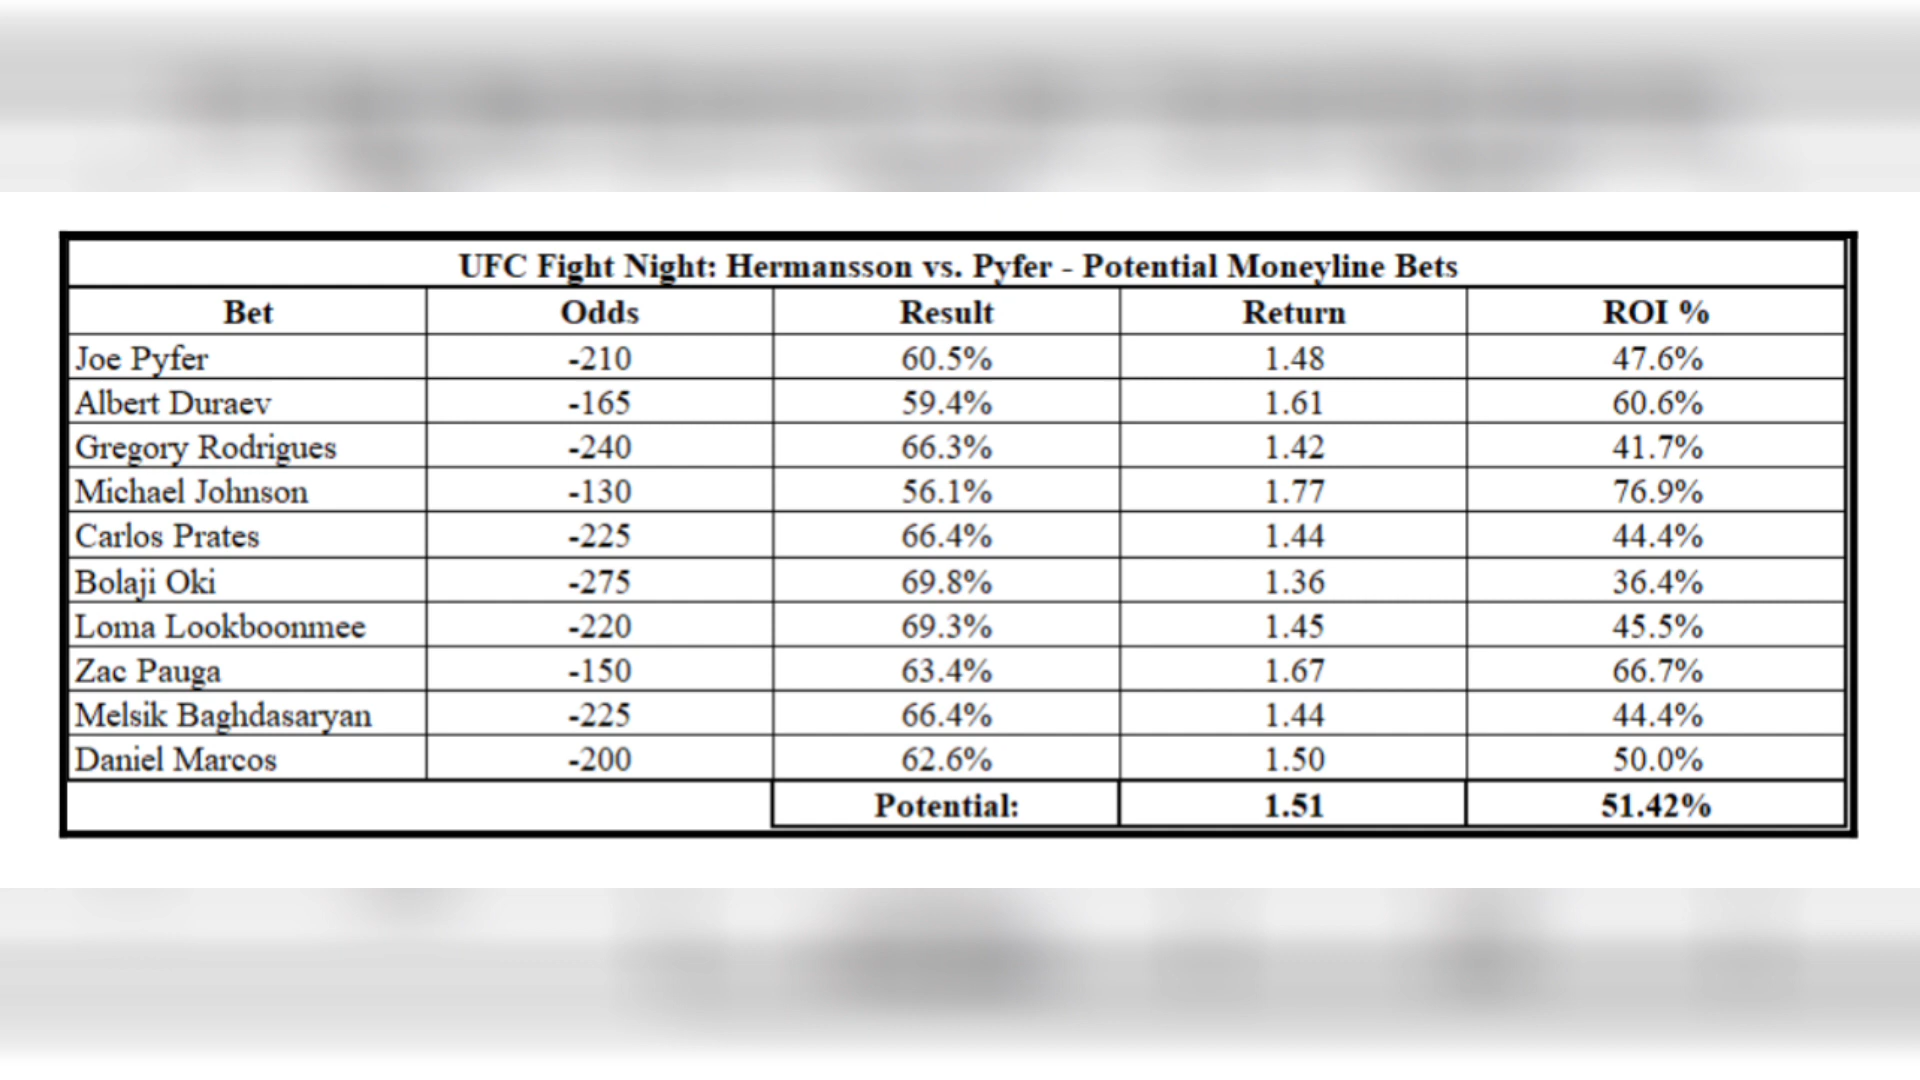 UFC Fight Night: Hermansson vs. Pyfer - Potential Moneyline Bets
Bet Odds Result Return ROI %
Joe Pyfer -210 60.5% 1.48 47.6%
Albert Duraev -165 59.4% 1.61 60.6%
Gregory Rodrigues -240 66.3% 1.42 41.7%
Michael Johnson -130 56.1% 1.77 76.9%
Carlos Prates -225 66.4% 1.44 44.4%
Bolaji Oki -275 69.8% 1.36 36.4%
Loma Lookboonmee -220 69.3% 1.45 45.5%
Zac Pauga -150 63.4% 1.67 66.7%
Melsik Baghdasaryan -225 66.4% 1.44 44.4%
Daniel Marcos -200 62.6% 1.50 50.0%
Potential: 1.51 51.42%